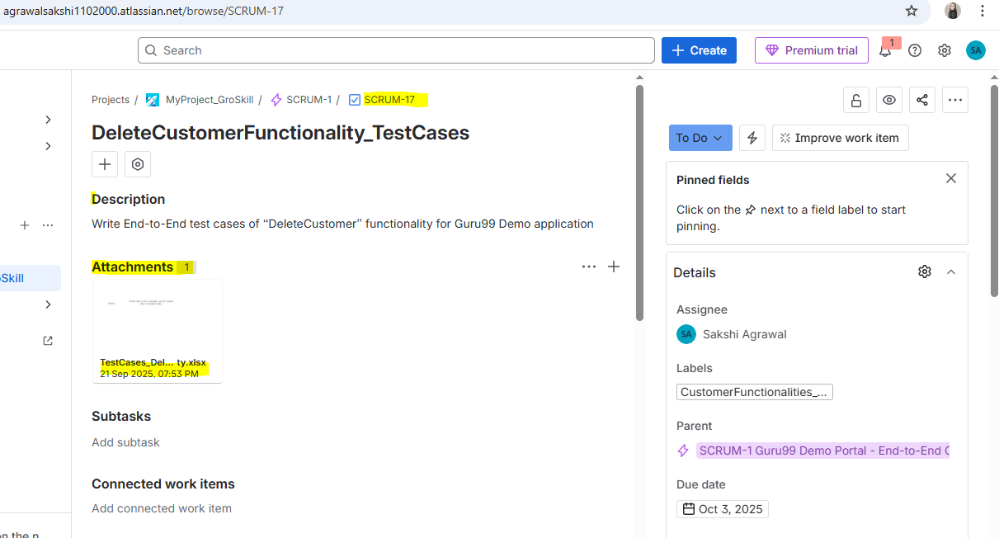 agrawalsakshi1102000.atlassian.net/browse/SCRUM-17
Search
Create
Premium trial
1
SA
Projects / MyProject_GroSkill / SCRUM-1 / SCRUM-17
DeleteCustomerFunctionality_TestCases
To Do
Improve work item
Pinned fields
Click on the next to a field label to start
pinning.
Description
Write End-to-End test cases of “DeleteCustomer” functionality for Guru99 Demo application
Attachments 1
TestCases_Del... ty.xlsx
21 Sep 2025, 07:53 PM
Subtasks
Add subtask
Connected work items
Add connected work item
Details
Assignee
SA Sakshi Agrawal
Labels
CustomerFunctionalities_...
Parent
SCRUM-1 Guru99 Demo Portal - End-to-End
Due date
Oct 3, 2025
oSkill
on the n